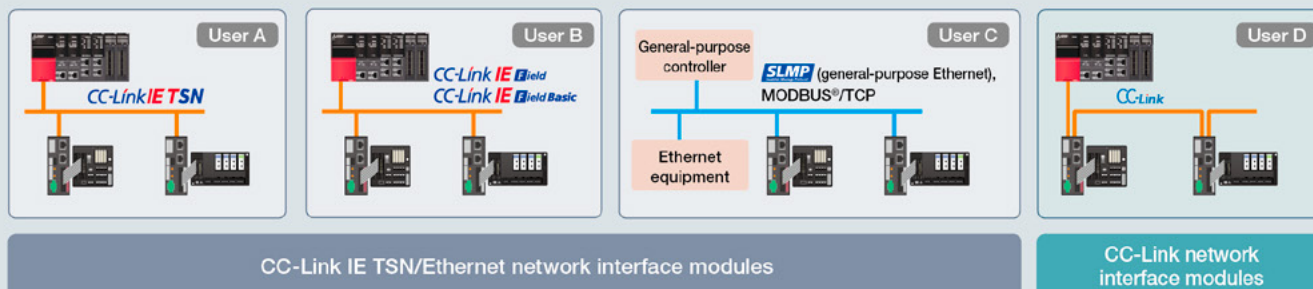 User A
CC-Link IE TSN
User B
CC-Link IE Field
CC-Link IE Field Basic
User C
General-purpose
controller
SLMP (general-purpose Ethernet),
MODBUS®/TCP
Ethernet
equipment
User D
CC-Link
CC-Link IE TSN/Ethernet network interface modules
CC-Link network
interface modules